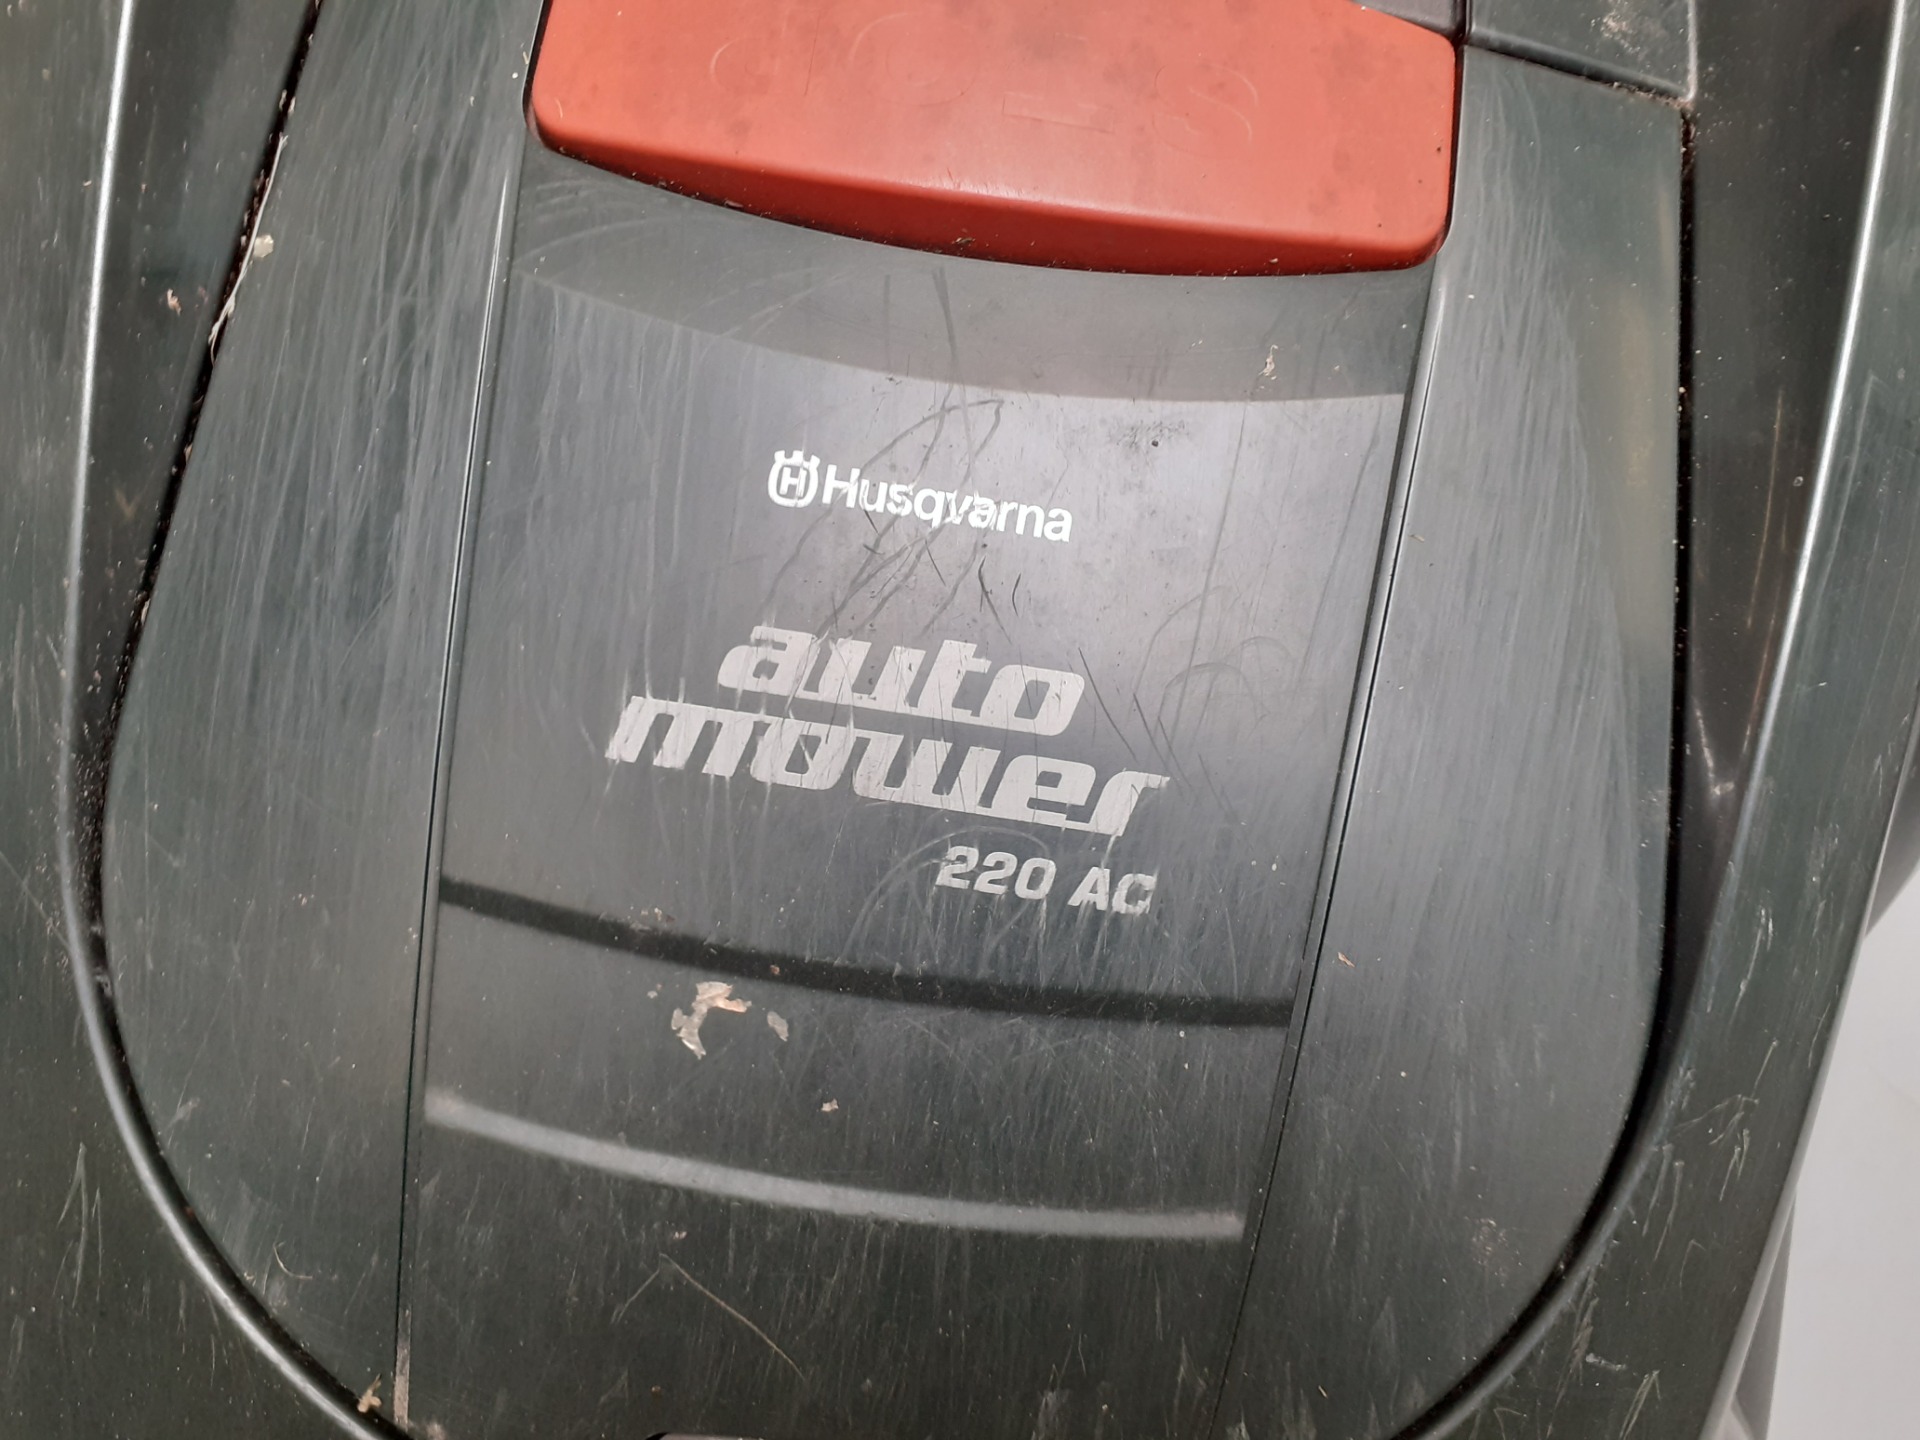 Husqvarna
auto
mower
220 AC